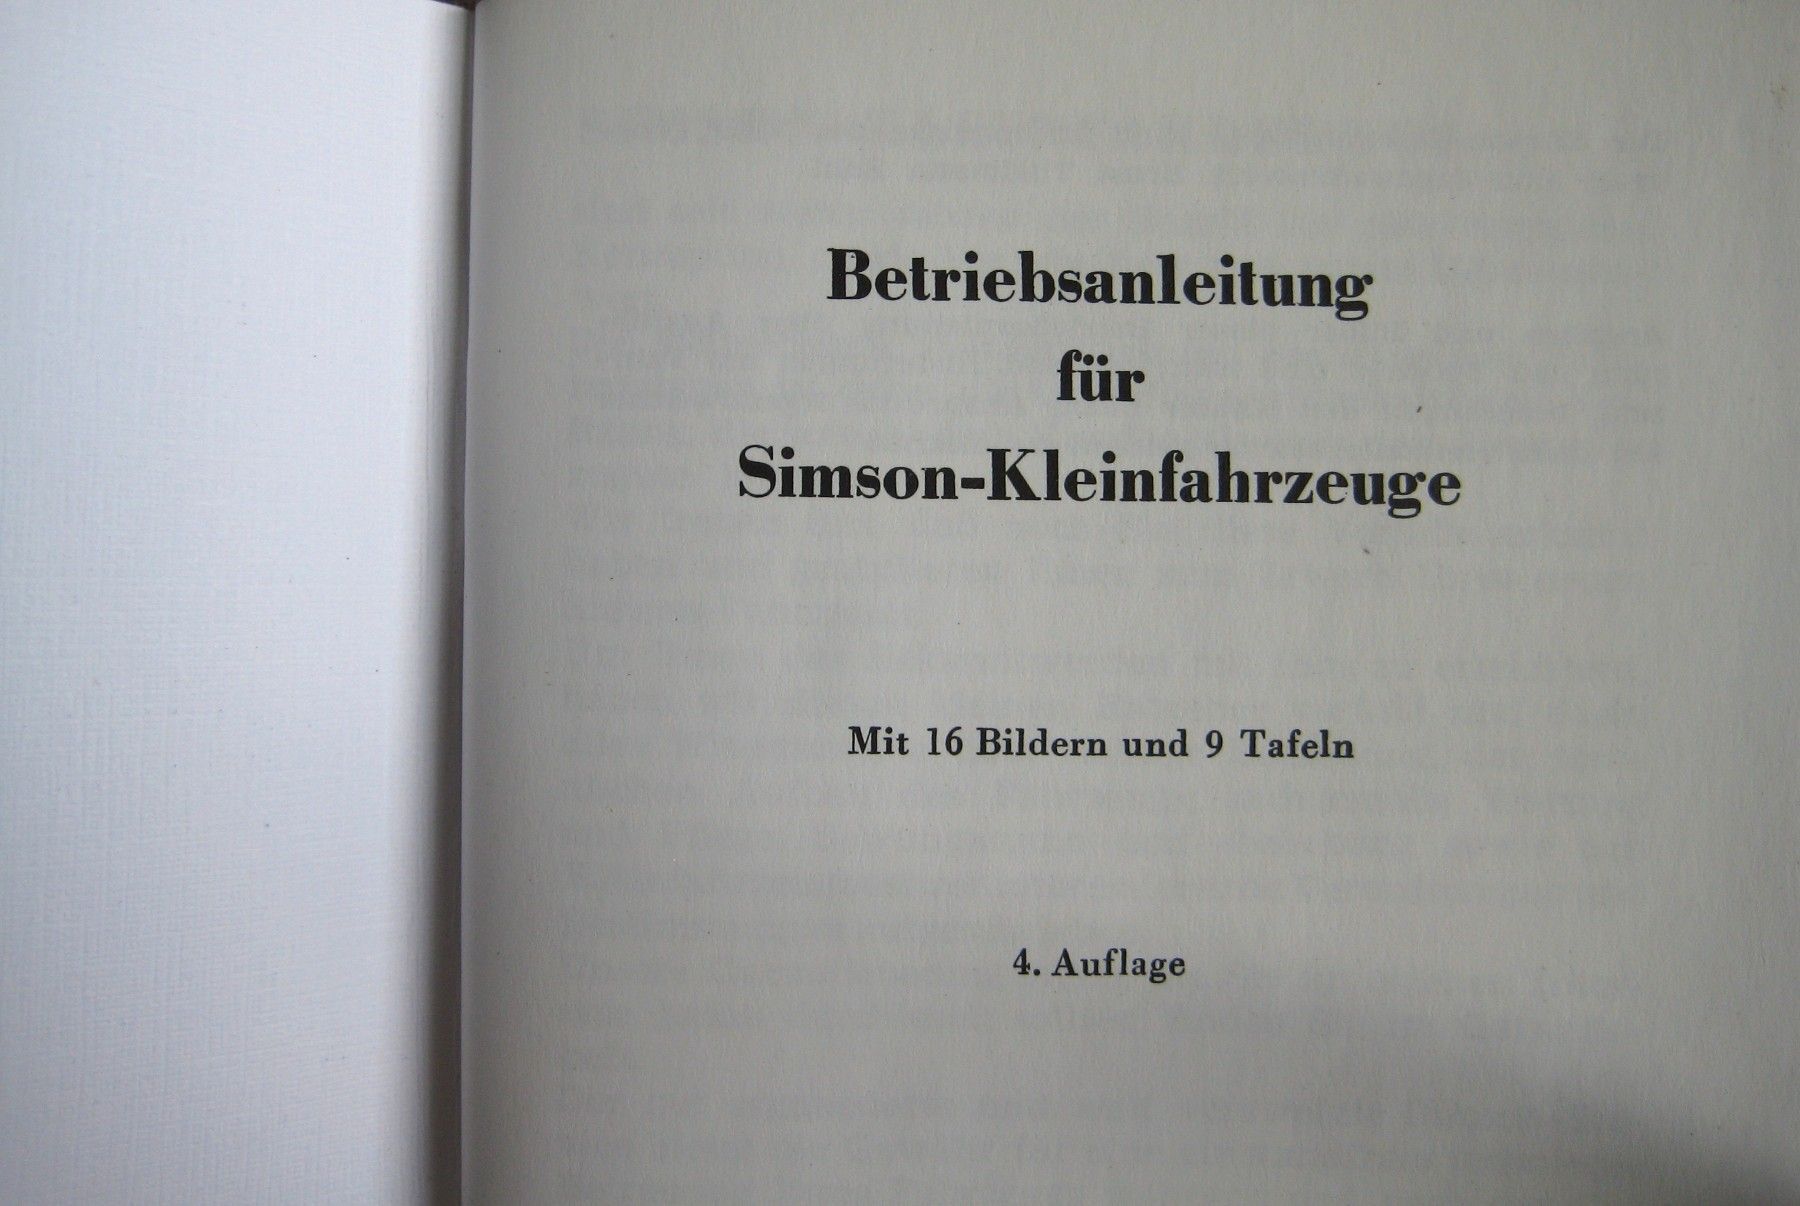 Betriebsanleitung
für
Simson-Kleinfahrzeuge
Mit 16 Bildern und 9 Tafeln
4. Auflage